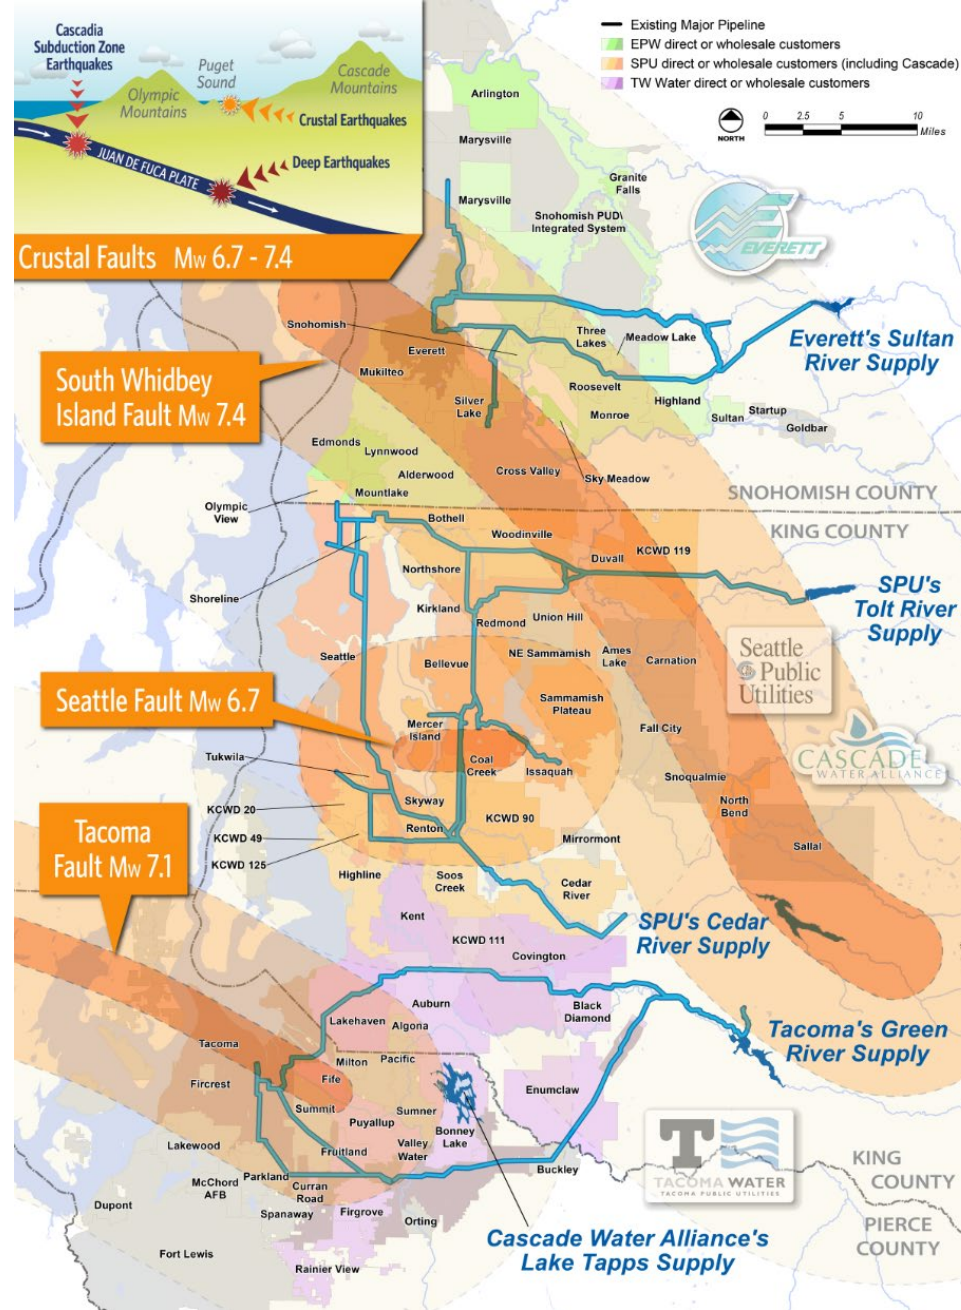 Cascadia
Subduction Zone
Earthquakes
Puget
Sound
Olympic
Mountains
Cascade
Mountains
Crustal Earthquakes
Deep Earthquakes
JUAN DE FUCA PLATE
Crustal Faults Mw 6.7 - 7.4
Existing Major Pipeline
EPW direct or wholesale customers
SPU direct or wholesale customers (including Cascade)
TW Water direct or wholesale customers
NORTH
0 2.5 5 10
Miles
Arlington
Marysville
Granite
Falls
Marysville
Snohomish PUD\
Integrated System
EVERETT
Snohomish
Three
Lakes
Meadow Lake
Everett's Sultan
River Supply
Everett
Mukilteo
South Whidbey
Island Fault Mw 7.4
Silver
Lake
Roosevelt
Monroe
Highland
Sultan
Startup
Goldbar
Edmonds
Lynnwood
Alderwood
Cross Valley
Sky Meadow
Mountlake
Olympic
View
SNOHOMISH COUNTY
KING COUNTY
Bothell
Woodinville
Duvall
KCWD 119
Northshore
Shoreline
Kirkland
Redmond
Union Hill
SPU's
Tolt River
Supply
Seattle
Bellevue
NE Sammamish
Ames
Lake
Carnation
Seattle
Public
Utilities
Seattle Fault Mw 6.7
Sammamish
Plateau
Mercer
Island
Fall City
CASCADE
WATER ALLIANCE
Tukwila
Coal
Creek
Issaquah
Snoqualmie
KCWD 20
Skyway
Renton
KCWD 90
North
Bend
Tacoma
Fault Mw 7.1
KCWD 49
KCWD 125
Mirrormont
Sallal
Highline
Soos
Creek
Cedar
River
Kent
SPU's Cedar
River Supply
KCWD 111
Covington
Auburn
Black
Diamond
Lakehaven
Algona
Tacoma's Green
River Supply
Tacoma
Milton
Pacific
Fircrest
Fife
Enumclaw
Summit
Sumner
Puyallup
Bonney
Lake
Lakewood
Fruitland
Valley
Water
T
TACOMA WATER
TACOMA PUBLIC UTILITIES
KING
COUNTY
McChord
AFB
Parkland
Curran
Road
Buckley
Dupont
Spanaway
Firgrove
Orting
PIERCE
COUNTY
Fort Lewis
Rainier View
Cascade Water Alliance's
Lake Tapps Supply